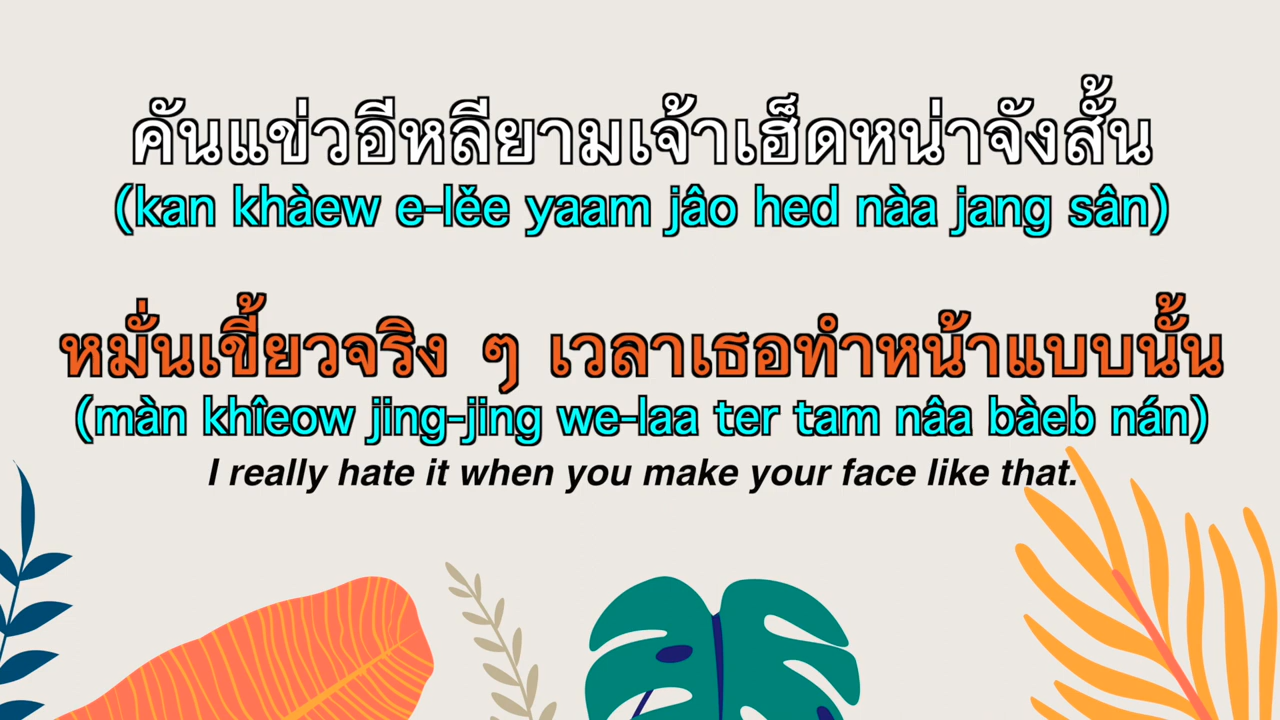 คันแข่วอีหลียามเจ้าเฮ็ดหน่าจังสั้น
(kan khàew e-lěe yaam jâo hed nàa jang sân)
หมั่นเขี้ยวจริง ๆ เวลาเธอทำหน้าแบบนั้น
(màn khîeow jing-jing we-laa ter tam nâa bàeb nán)
I really hate it when you make your face like that.